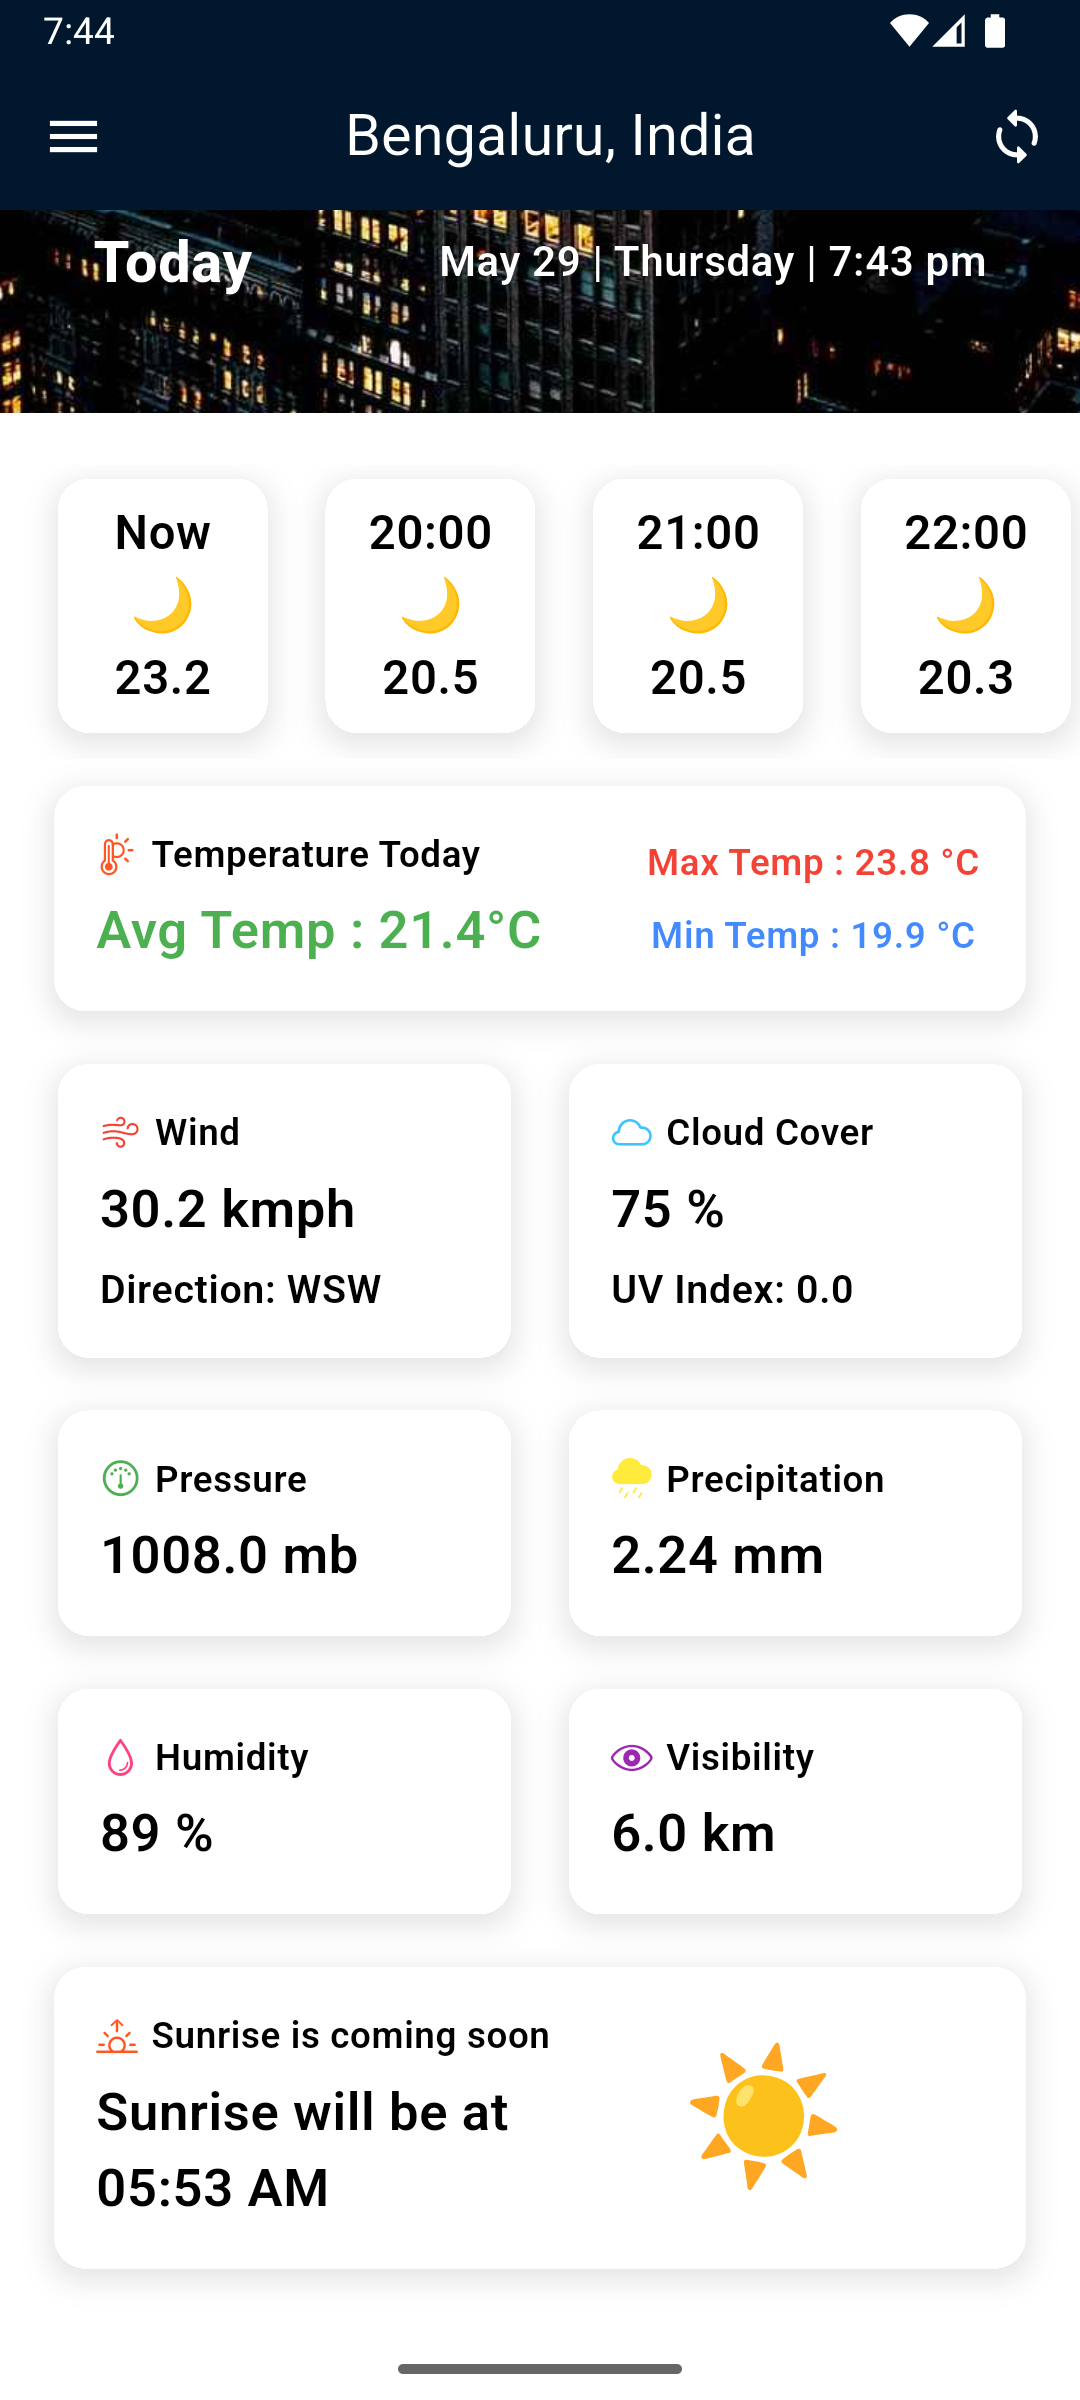 7:44
Bengaluru, India
Today
May 29 | Thursday | 7:43 pm
Now 20:00 21:00 22:00
23.2 20.5 20.5 20.3
Temperature Today
Max Temp : 23.8 °C
Avg Temp : 21.4°C
Min Temp : 19.9 °C
Wind
30.2 kmph
Direction: WSW
Cloud Cover
75 %
UV Index: 0.0
Pressure
1008.0 mb
Precipitation
2.24 mm
Humidity
89 %
Visibility
6.0 km
Sunrise is coming soon
Sunrise will be at
05:53 AM